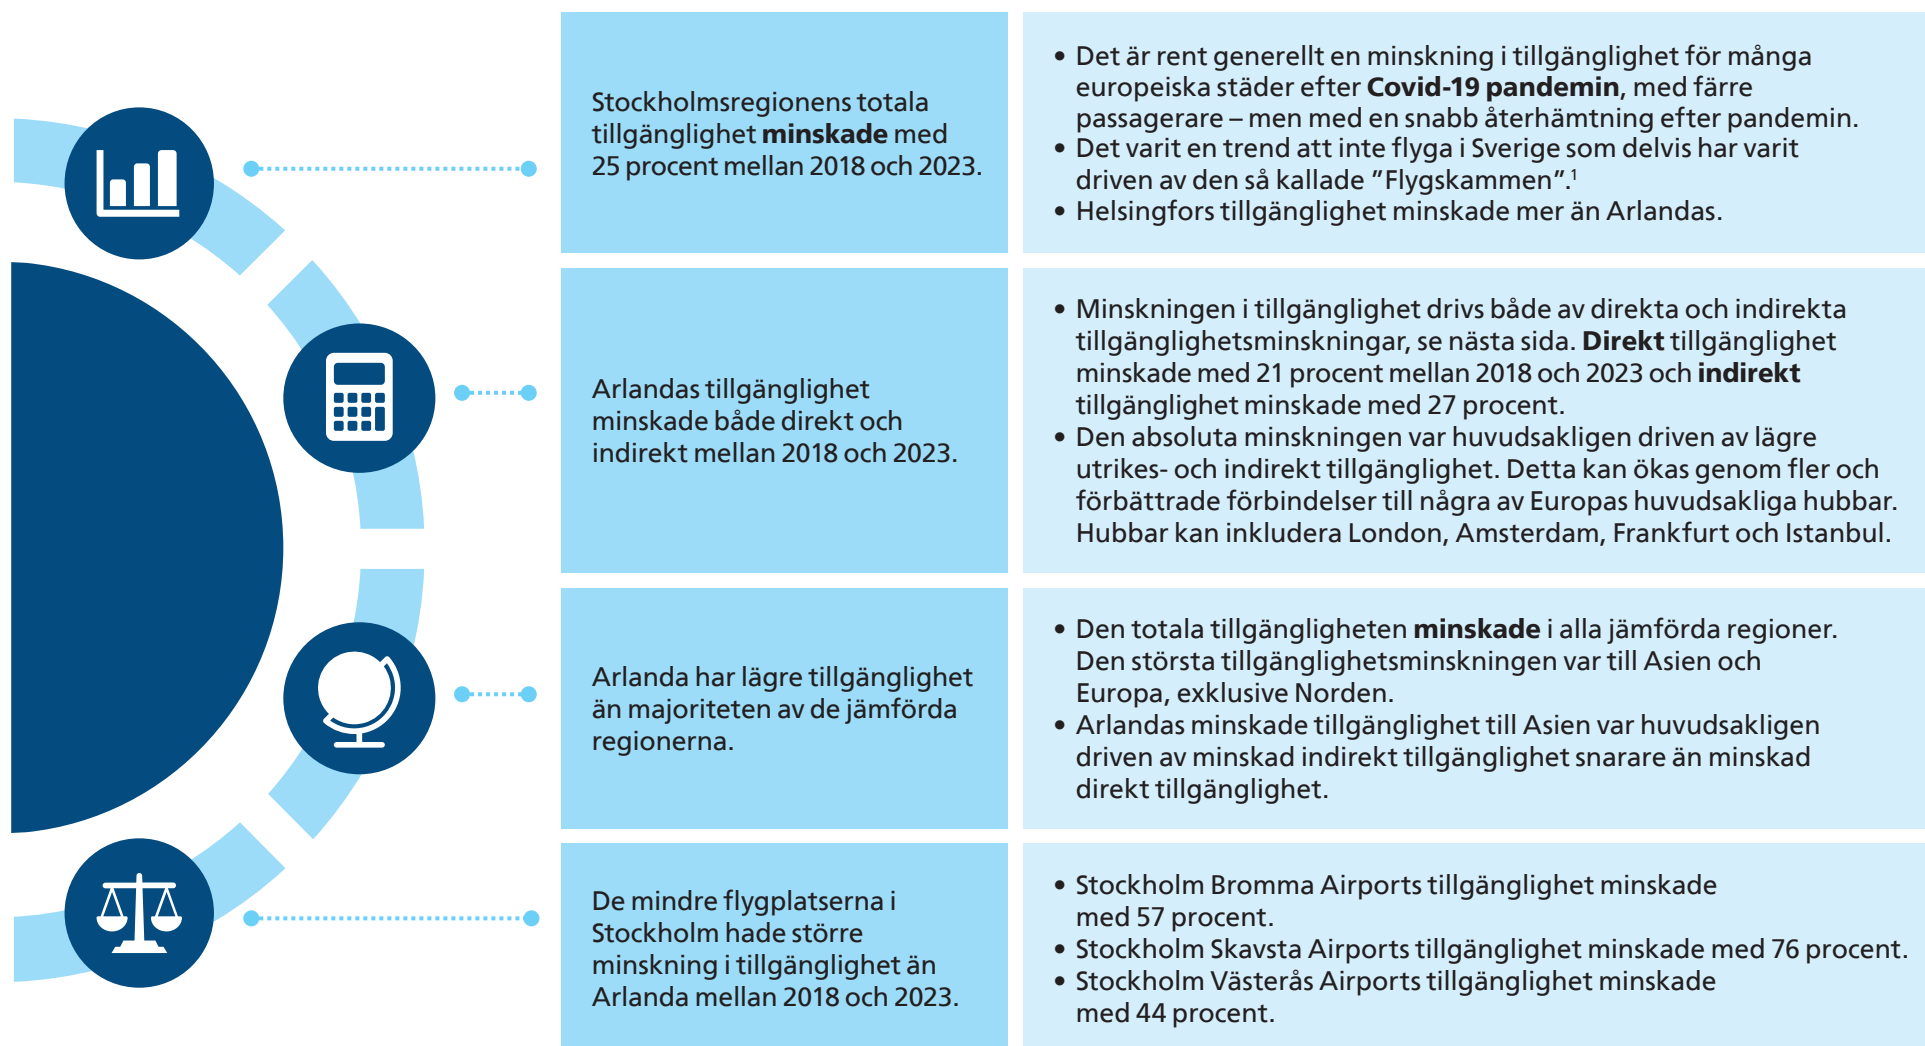 Stockholmsregionens totala
tillgänglighet minskade med
25 procent mellan 2018 och 2023.
• Det är rent generellt en minskning i tillgänglighet för många
europeiska städer efter Covid-19 pandemin, med färre
passagerare – men med en snabb återhämtning efter pandemin.
• Det varit en trend att inte flyga i Sverige som delvis har varit
driven av den så kallade ”Flygskammen”.¹
• Helsingfors tillgänglighet minskade mer än Arlandas.
Arlandas tillgänglighet
minskade både direkt och
indirekt mellan 2018 och 2023.
• Minskningen i tillgänglighet drivs både av direkta och indirekta
tillgänglighetsminskningar, se nästa sida. Direkt tillgänglighet
minskade med 21 procent mellan 2018 och 2023 och indirekt
tillgänglighet minskade med 27 procent.
• Den absoluta minskningen var huvudsakligen driven av lägre
utrikes- och indirekt tillgänglighet. Detta kan ökas genom fler och
förbättrade förbindelser till några av Europas huvudsakliga hubbar.
Hubbar kan inkludera London, Amsterdam, Frankfurt och Istanbul.
Arlanda har lägre tillgänglighet
än majoriteten av de jämförda
regionerna.
• Den totala tillgängligheten minskade i alla jämförda regioner.
Den största tillgänglighetsminskningen var till Asien och
Europa, exklusive Norden.
• Arlandas minskade tillgänglighet till Asien var huvudsakligen
driven av minskad indirekt tillgänglighet snarare än minskad
direkt tillgänglighet.
De mindre flygplatserna i
Stockholm hade större
minskning i tillgänglighet än
Arlanda mellan 2018 och 2023.
• Stockholm Bromma Airports tillgänglighet minskade
med 57 procent.
• Stockholm Skavsta Airports tillgänglighet minskade med 76 procent.
• Stockholm Västerås Airports tillgänglighet minskade
med 44 procent.